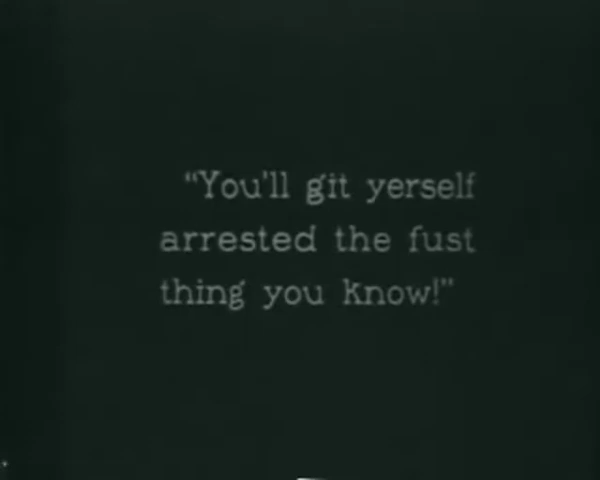 “You'll git yerself
arrested the fust
thing you know!”